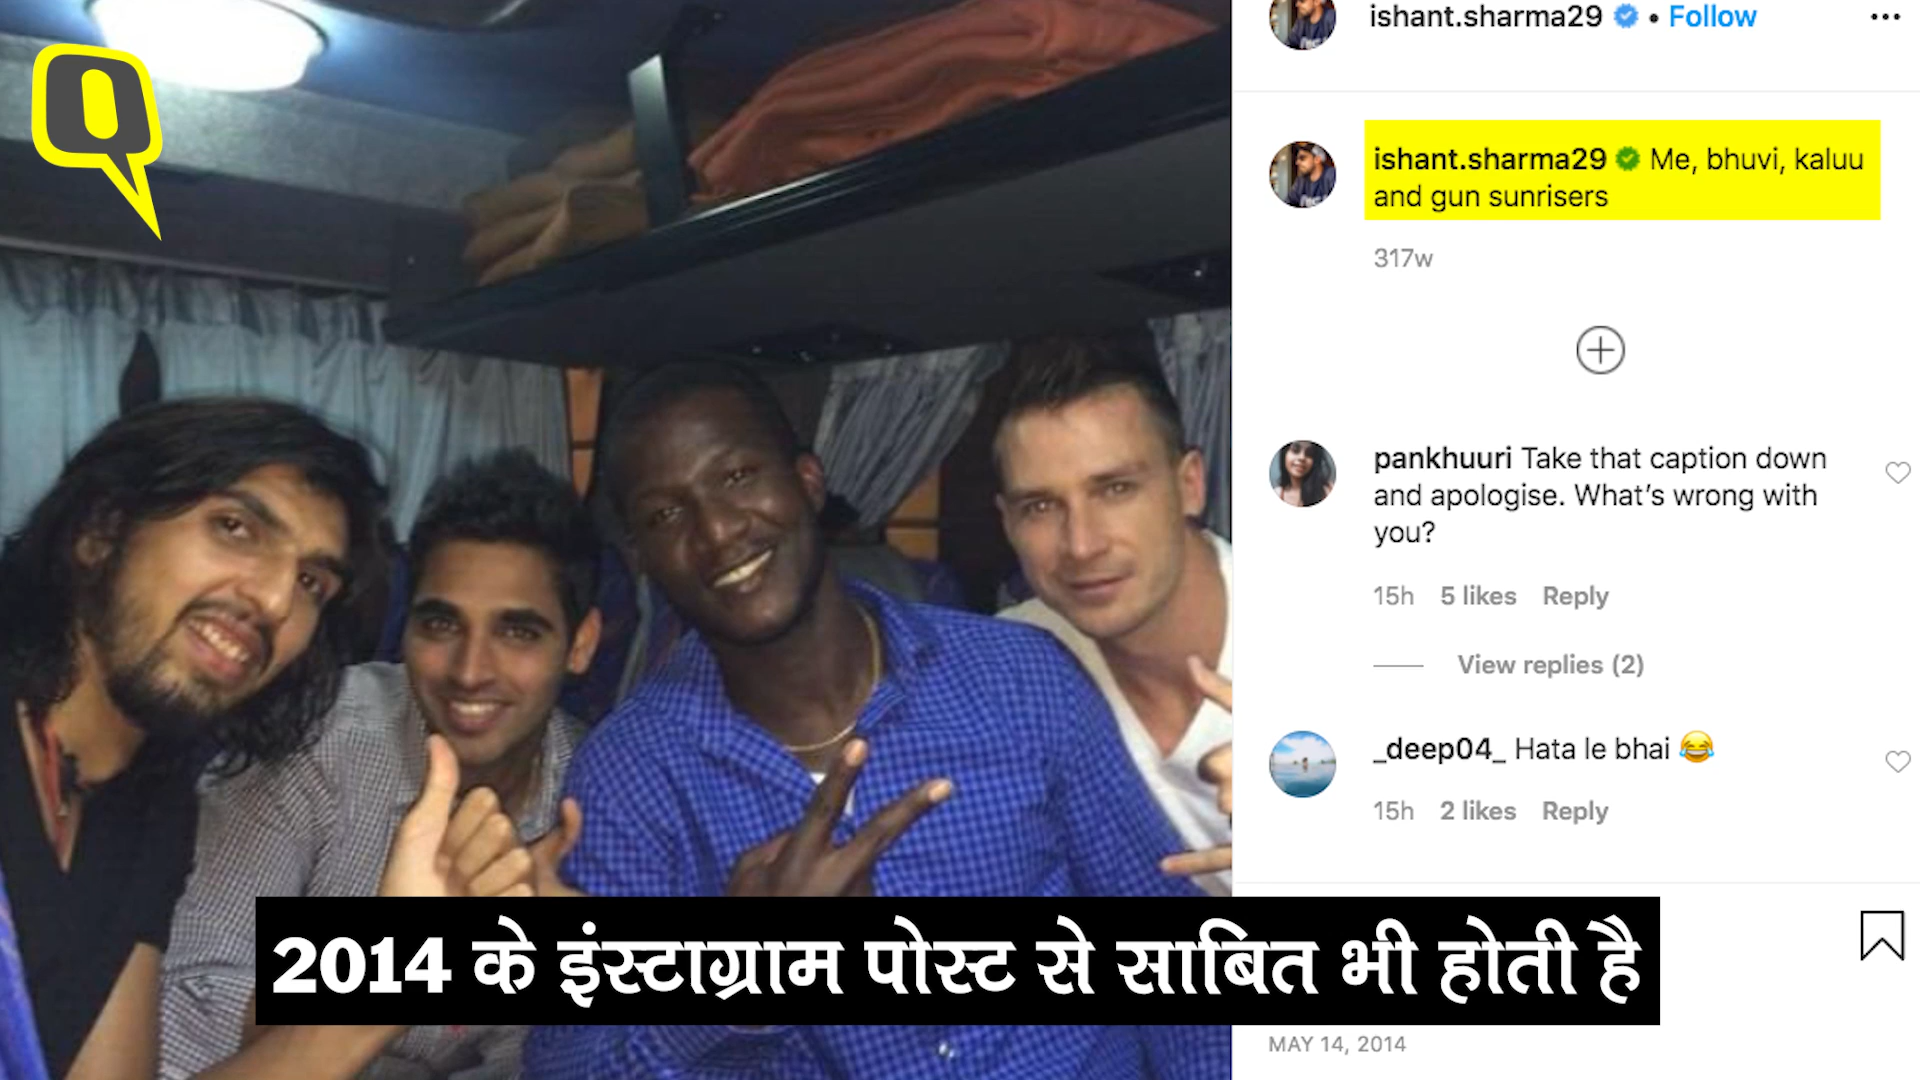 Q
ishant.sharma29 • Follow
ishant.sharma29 Me, bhuvi, kaluu
and gun sunrisers
317w
pankhuuri Take that caption down
and apologise. What's wrong with
you?
15h 5 likes Reply
View replies (2)
_deep04_ Hata le bhai 😂
15h 2 likes Reply
2014 के इंस्टाग्राम पोस्ट से साबित भी होती है
MAY 14, 2014